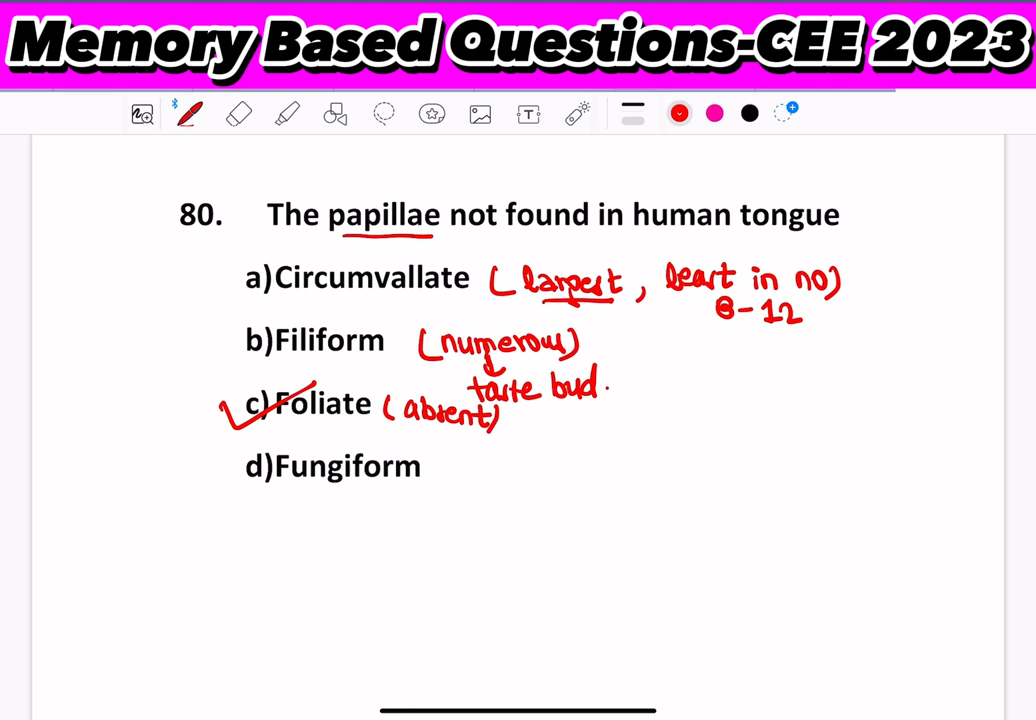 Memory Based Questions-CEE 2023
T
80. The papillae not found in human tongue
a)Circumvallate (largest, least in no)
8-12
b)Filiform (numerous)
taste bud.
c)Foliate (absent)
d)Fungiform